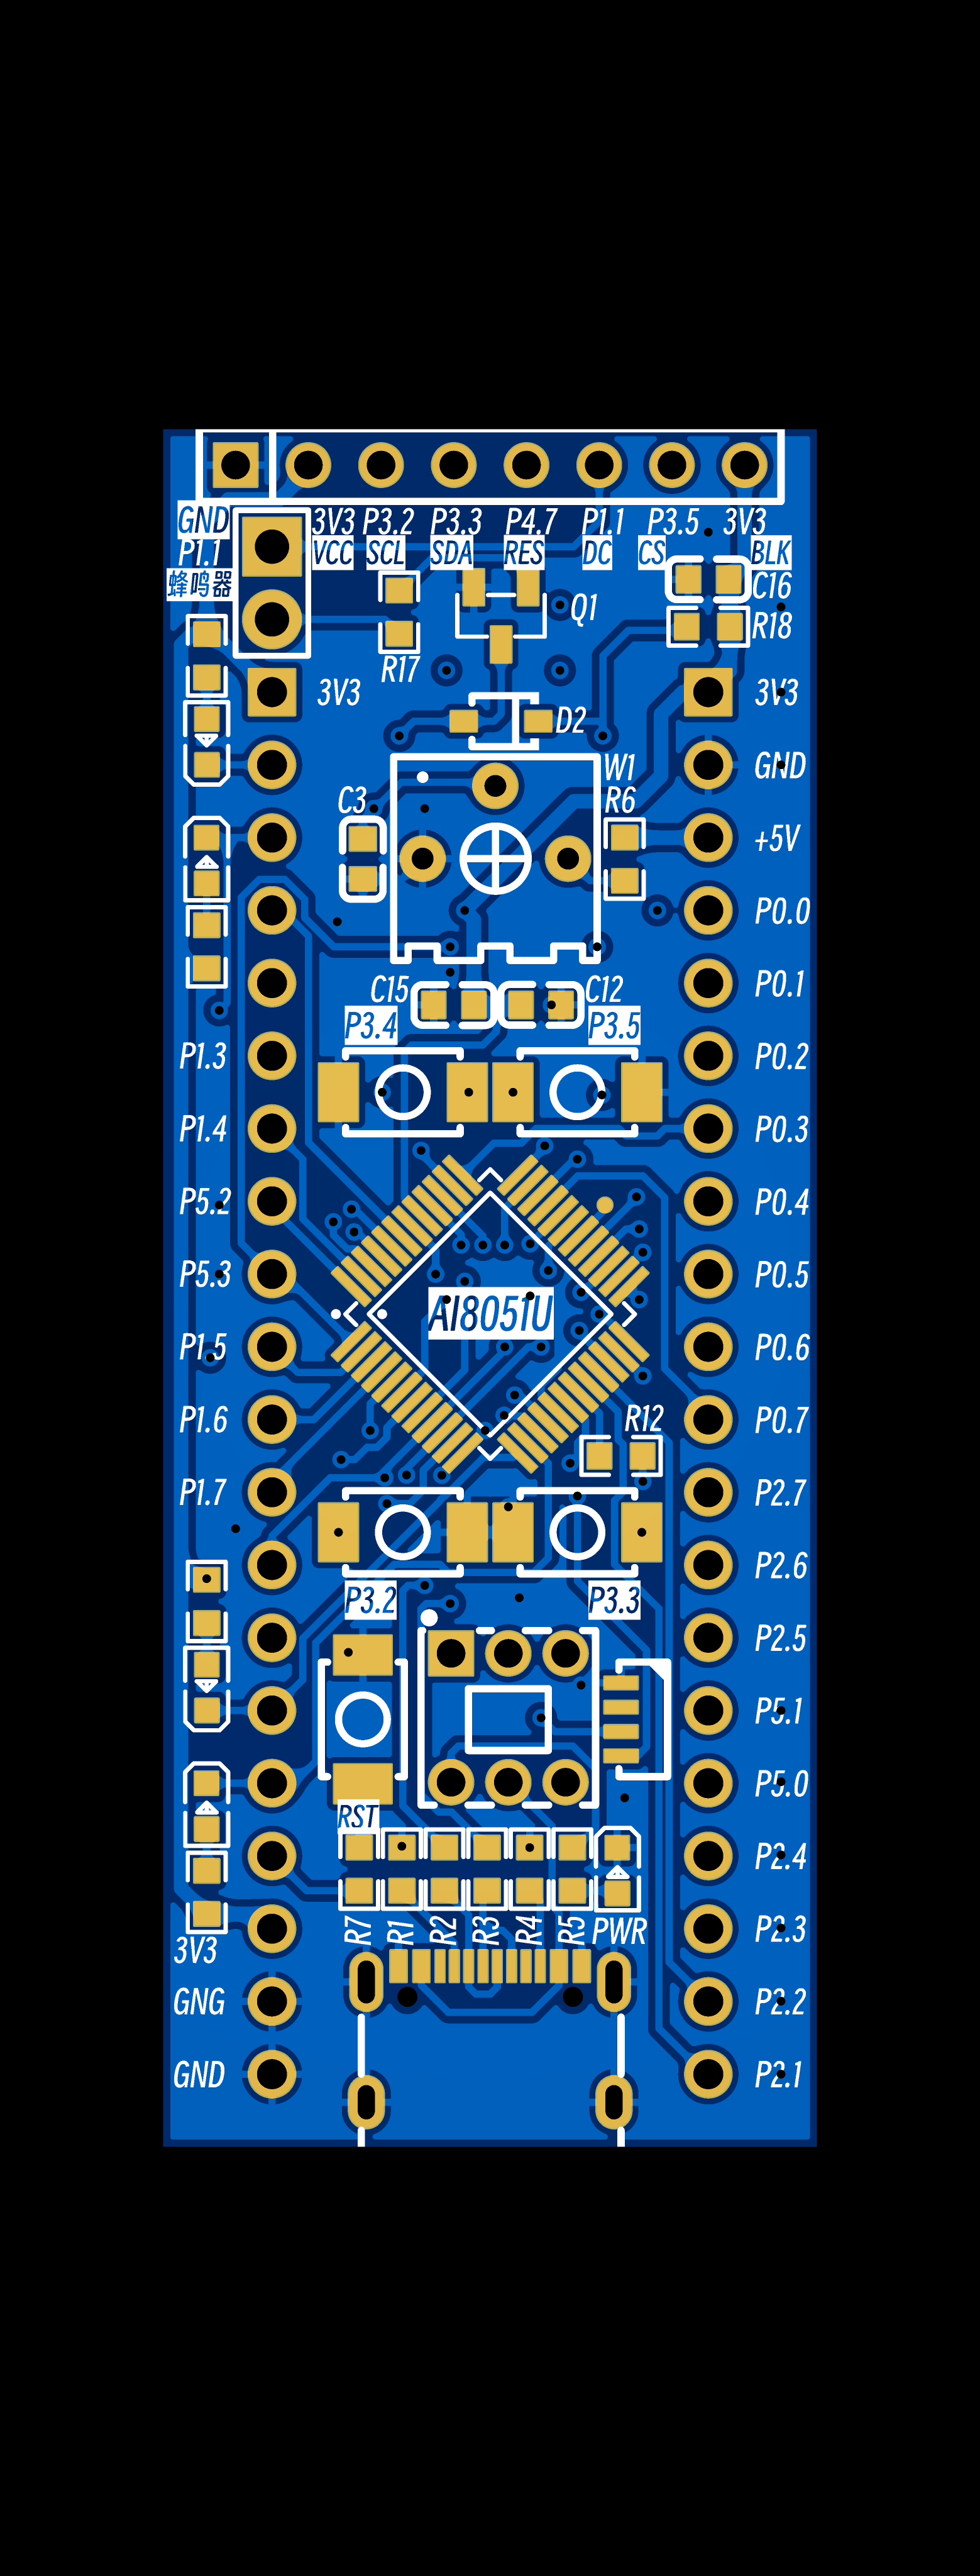 GND 3V3 P3.2 P3.3 P4.7 P1.1 P3.5 3V3
P1.1 VCC SCL SDA RES DC CS BLK
蜂鸣器
C16
Q1
R18
R17
3V3 3V3
D2
GND
W1
C3 R6
+5V
P0.0
C15 C12
P0.1
P3.4 P3.5
P1.3 P0.2
P1.4 P0.3
P5.2 P0.4
P5.3 P0.5
AI8051U
P1.5 P0.6
P1.6 R12 P0.7
P1.7 P2.7
P2.6
P3.2 P3.3
P2.5
P5.1
P5.0
RST
P2.4
R7 R1 R2 R3 R4 R5 PWR P2.3
3V3
GNG P2.2
GND P2.1